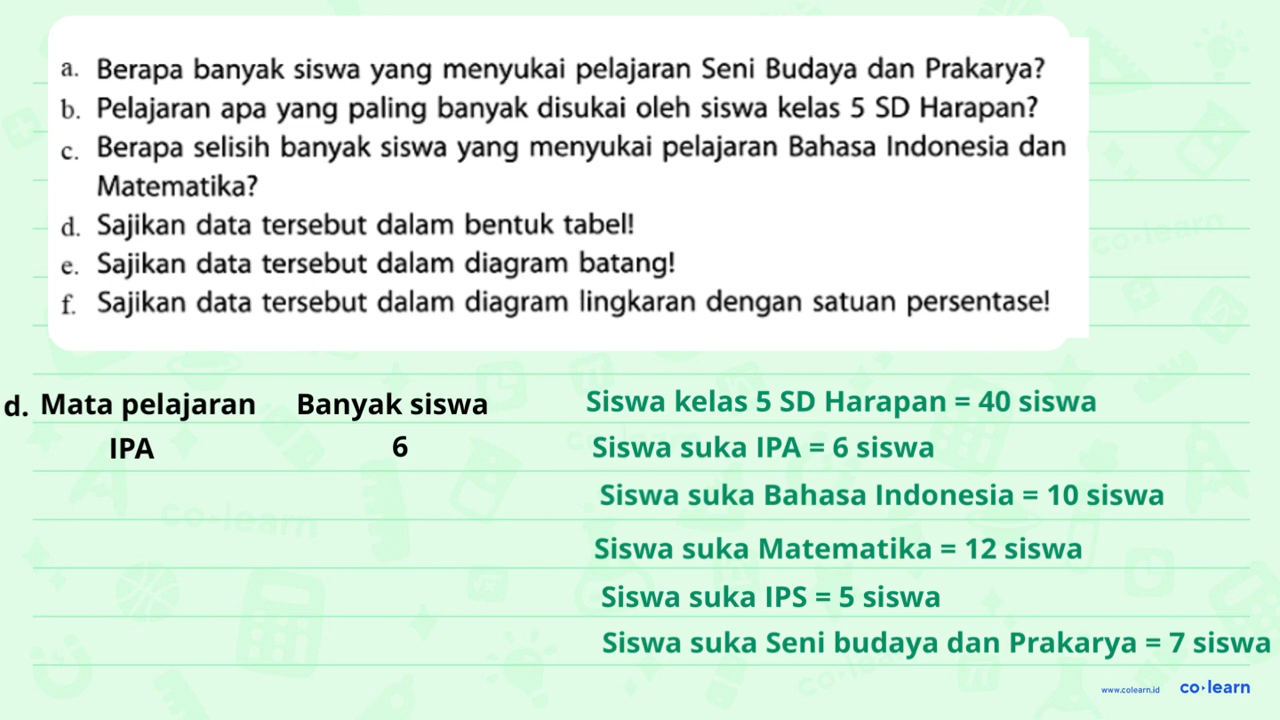 a. Berapa banyak siswa yang menyukai pelajaran Seni Budaya dan Prakarya?
b. Pelajaran apa yang paling banyak disukai oleh siswa kelas 5 SD Harapan?
c. Berapa selisih banyak siswa yang menyukai pelajaran Bahasa Indonesia dan
Matematika?
d. Sajikan data tersebut dalam bentuk tabel!
e. Sajikan data tersebut dalam diagram batang!
f. Sajikan data tersebut dalam diagram lingkaran dengan satuan persentase!
d. Mata pelajaran Banyak siswa
IPA 6
Siswa kelas 5 SD Harapan = 40 siswa
Siswa suka IPA = 6 siswa
Siswa suka Bahasa Indonesia = 10 siswa
Siswa suka Matematika = 12 siswa
Siswa suka IPS = 5 siswa
Siswa suka Seni budaya dan Prakarya = 7 siswa
co-learn
co-learn
www.colearn.id co·learn